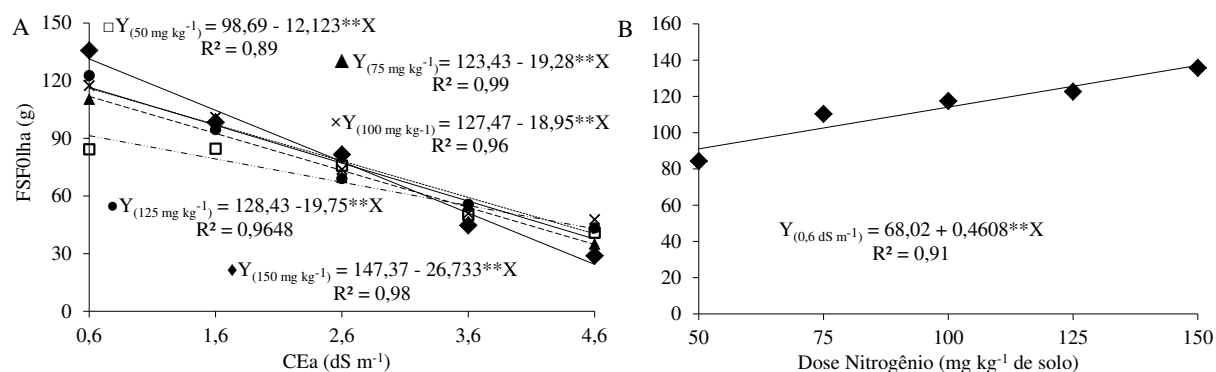 A
B
□Y(50 mg kg-1) = 98,69 - 12,123**X
R² = 0,89
▲Y(75 mg kg-1) = 123,43 - 19,28**X
R² = 0,99
×Y(100 mg kg-1) = 127,47 - 18,95**X
R² = 0,96
●Y(125 mg kg-1) = 128,43 -19,75**X
R² = 0,9648
♦Y(150 mg kg-1) = 147,37 - 26,733**X
R² = 0,98
FSF0lha (g)
150
120
90
60
30
0
0,6 1,6 2,6 3,6 4,6
CEa (dS m-1)
160
140
120
100
80
60
40
20
0
Y(0,6 dS m-1) = 68,02 + 0,4608**X
R² = 0,91
50 75 100 125 150
Dose Nitrogênio (mg kg-1 de solo)